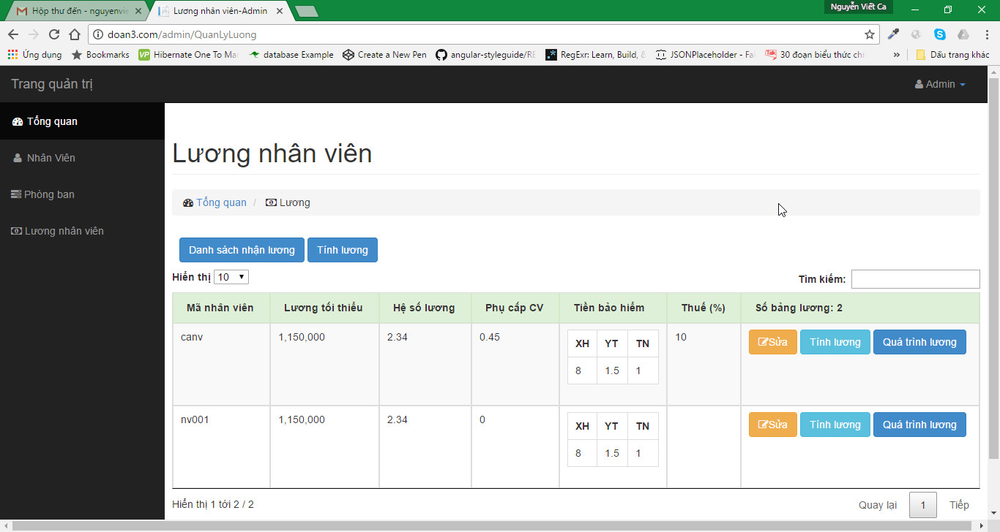 Nguyễn Viết Ca
Hộp thư đến - nguyenvie
Lương nhân viên-Admin
doan3.com/admin/QuanLyLuong
Ứng dụng Bookmarks Hibernate One To Ma database Example Create a New Pen angular-styleguide/RE RegExr: Learn, Build, & JSONPlaceholder - Fa 30 đoạn biểu thức chí » Dấu trang khác
Trang quản trị
Admin
Tổng quan
Nhân Viên
Phòng ban
Lương nhân viên
Lương nhân viên
Tổng quan / Lương
Danh sách nhận lương Tính lương
Hiển thị 10
Tìm kiếm:
Mã nhân viên Lương tối thiểu Hệ số lương Phụ cấp CV Tiền bảo hiểm Thuế (%) Số bảng lương: 2
canv 1,150,000 2.34 0.45 XH YT TN 10 Sửa Tính lương Quá trình lương
8 1.5 1
nv001 1,150,000 2.34 0 XH YT TN Sửa Tính lương Quá trình lương
8 1.5 1
Hiển thị 1 tới 2 / 2
Quay lại 1 Tiếp